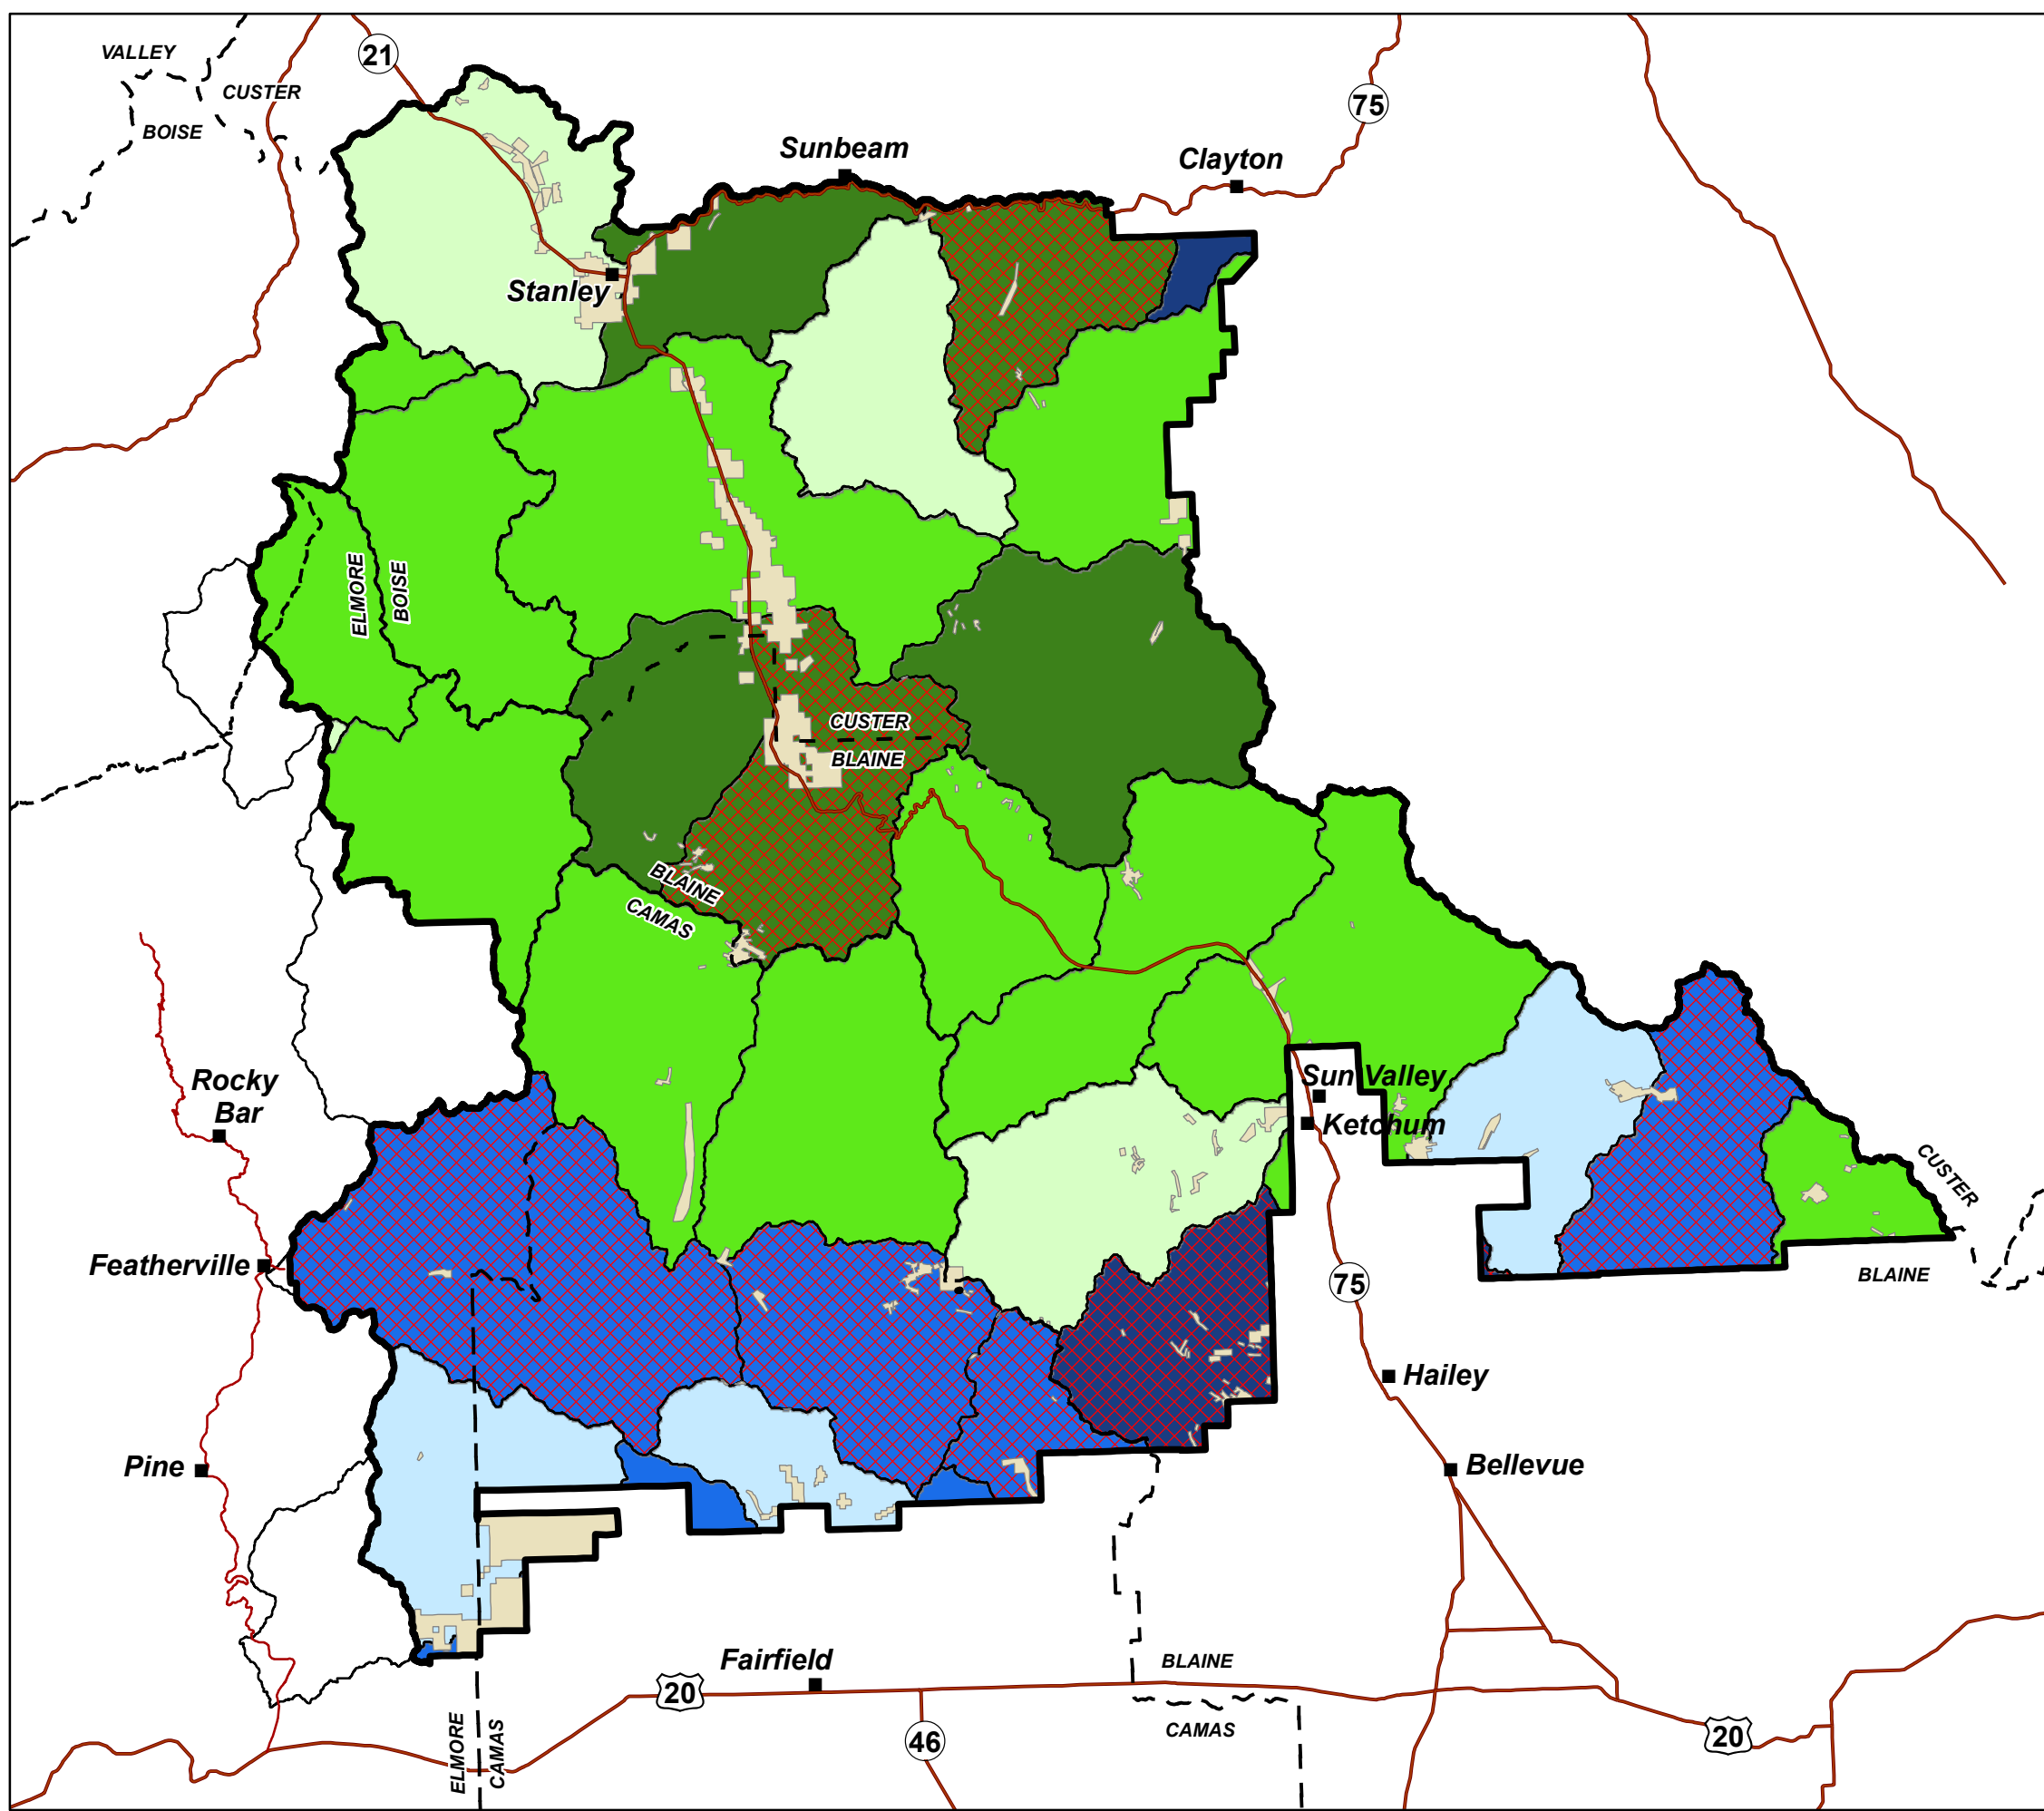 VALLEY
21
CUSTER
BOISE
75
Sunbeam
Clayton
Stanley
ELMORE
BOISE
CUSTER
BLAINE
BLAINE
CAMAS
Rocky
Bar
Sun Valley
Ketchum
CUSTER
Featherville
BLAINE
75
Hailey
Pine
Bellevue
Fairfield
BLAINE
20
CAMAS
46
20
ELMORE
CAMAS